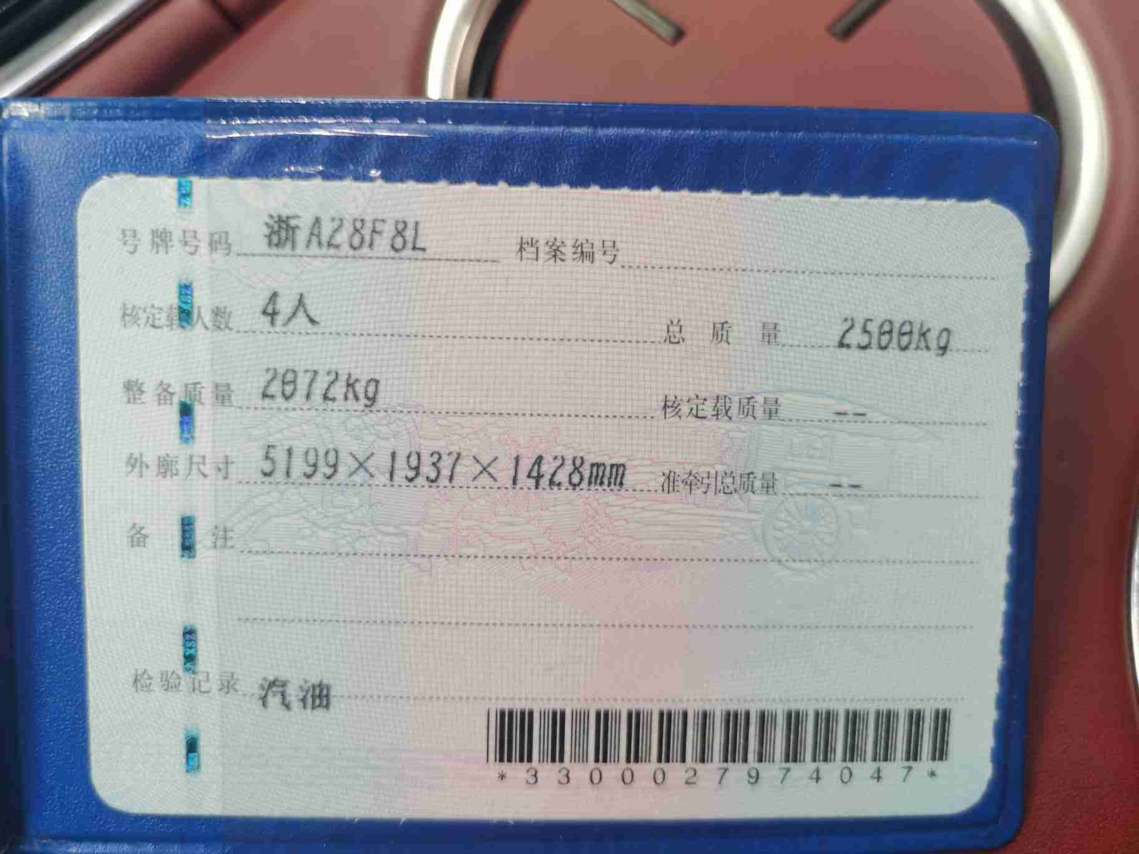 号牌号码 浙A28F8L 档案编号
核定载人数 4人 总质量 2500kg
整备质量 2072kg 核定载质量 --
外廓尺寸 5199×1937×1428mm 准牵引总质量 --
备注
检验记录 汽油
*3300027974047*